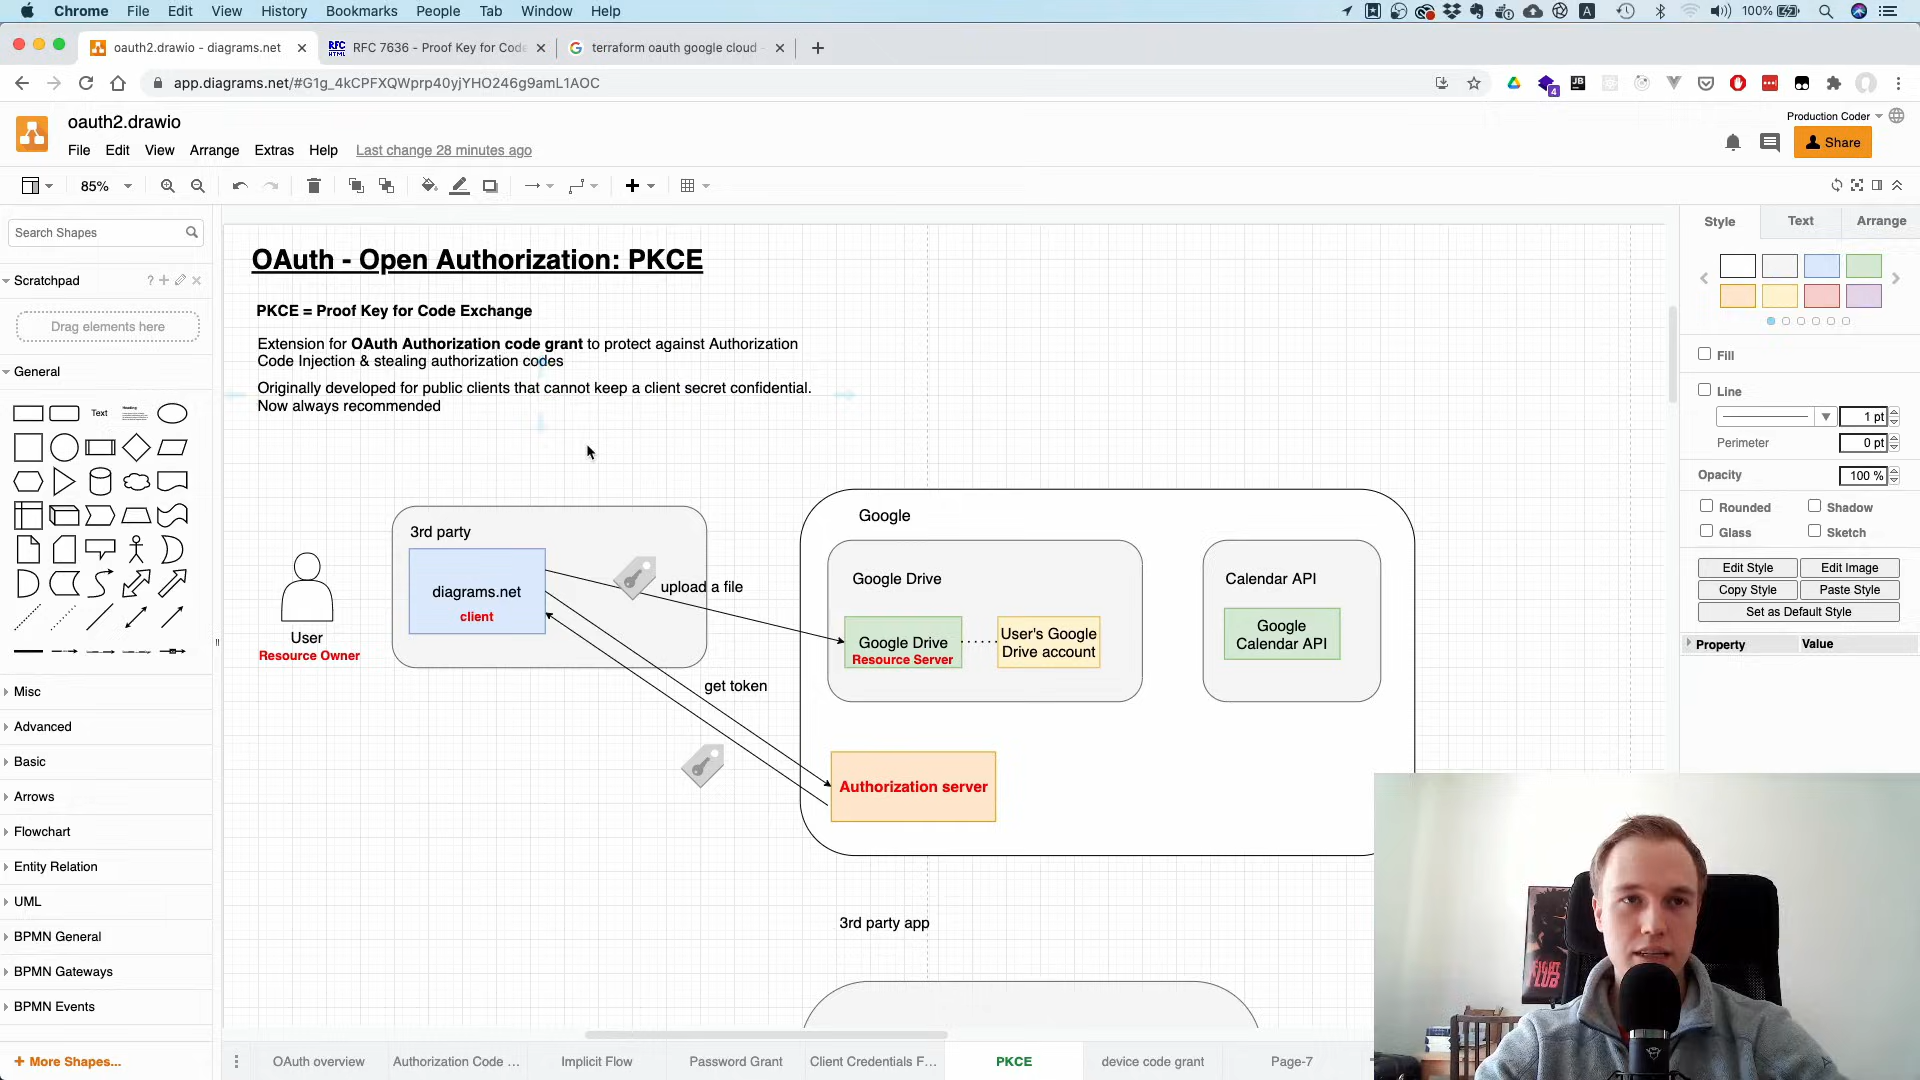 Chrome File Edit View History Bookmarks People Tab Window Help
100%
oauth2.drawio - diagrams.net
RFC 7636 - Proof Key for Code
terraform oauth google cloud -
app.diagrams.net/#G1g_4kCPFXQWprp40yjYHO246g9amL1AOC
oauth2.drawio
Production Coder
File Edit View Arrange Extras Help Last change 28 minutes ago
Share
85%
Search Shapes
Scratchpad
Drag elements here
General
Text
Heading
Misc
Advanced
Basic
Arrows
Flowchart
Entity Relation
UML
BPMN General
BPMN Gateways
BPMN Events
+ More Shapes...
OAuth - Open Authorization: PKCE
PKCE = Proof Key for Code Exchange
Extension for OAuth Authorization code grant to protect against Authorization
Code Injection & stealing authorization codes
Originally developed for public clients that cannot keep a client secret confidential.
Now always recommended
3rd party
diagrams.net
client
User
Resource Owner
upload a file
get token
Google
Google Drive
Google Drive
Resource Server
User's Google
Drive account
Calendar API
Google
Calendar API
Authorization server
3rd party app
Style Text Arrange
Fill
Line
1 pt
Perimeter
0 pt
Opacity
100 %
Rounded Shadow
Glass Sketch
Edit Style Edit Image
Copy Style Paste Style
Set as Default Style
Property Value
FIGHT
CLUB
OAuth overview Authorization Code ... Implicit Flow Password Grant Client Credentials F... PKCE device code grant Page-7